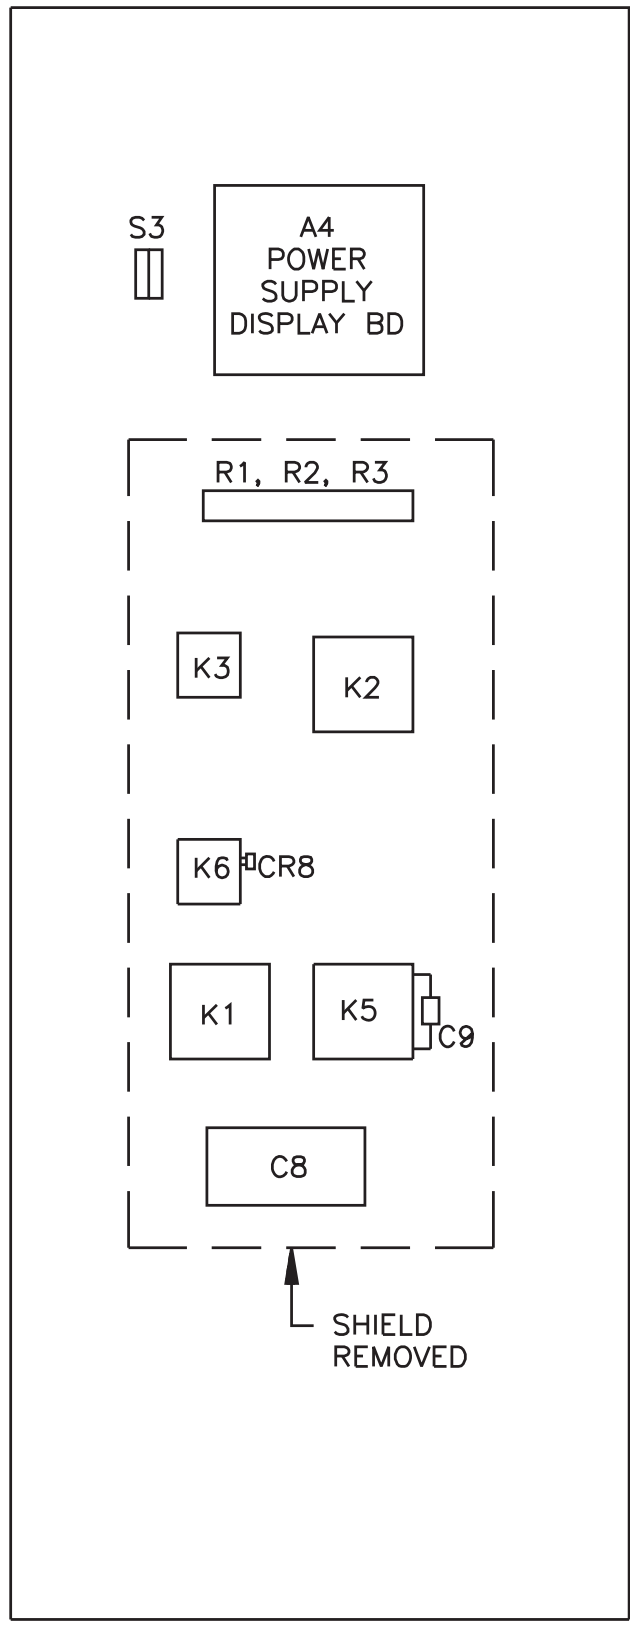 S3
A4
POWER
SUPPLY
DISPLAY BD
R1, R2, R3
K3
K2
K6
CR8
K1
K5
C9
C8
SHIELD
REMOVED